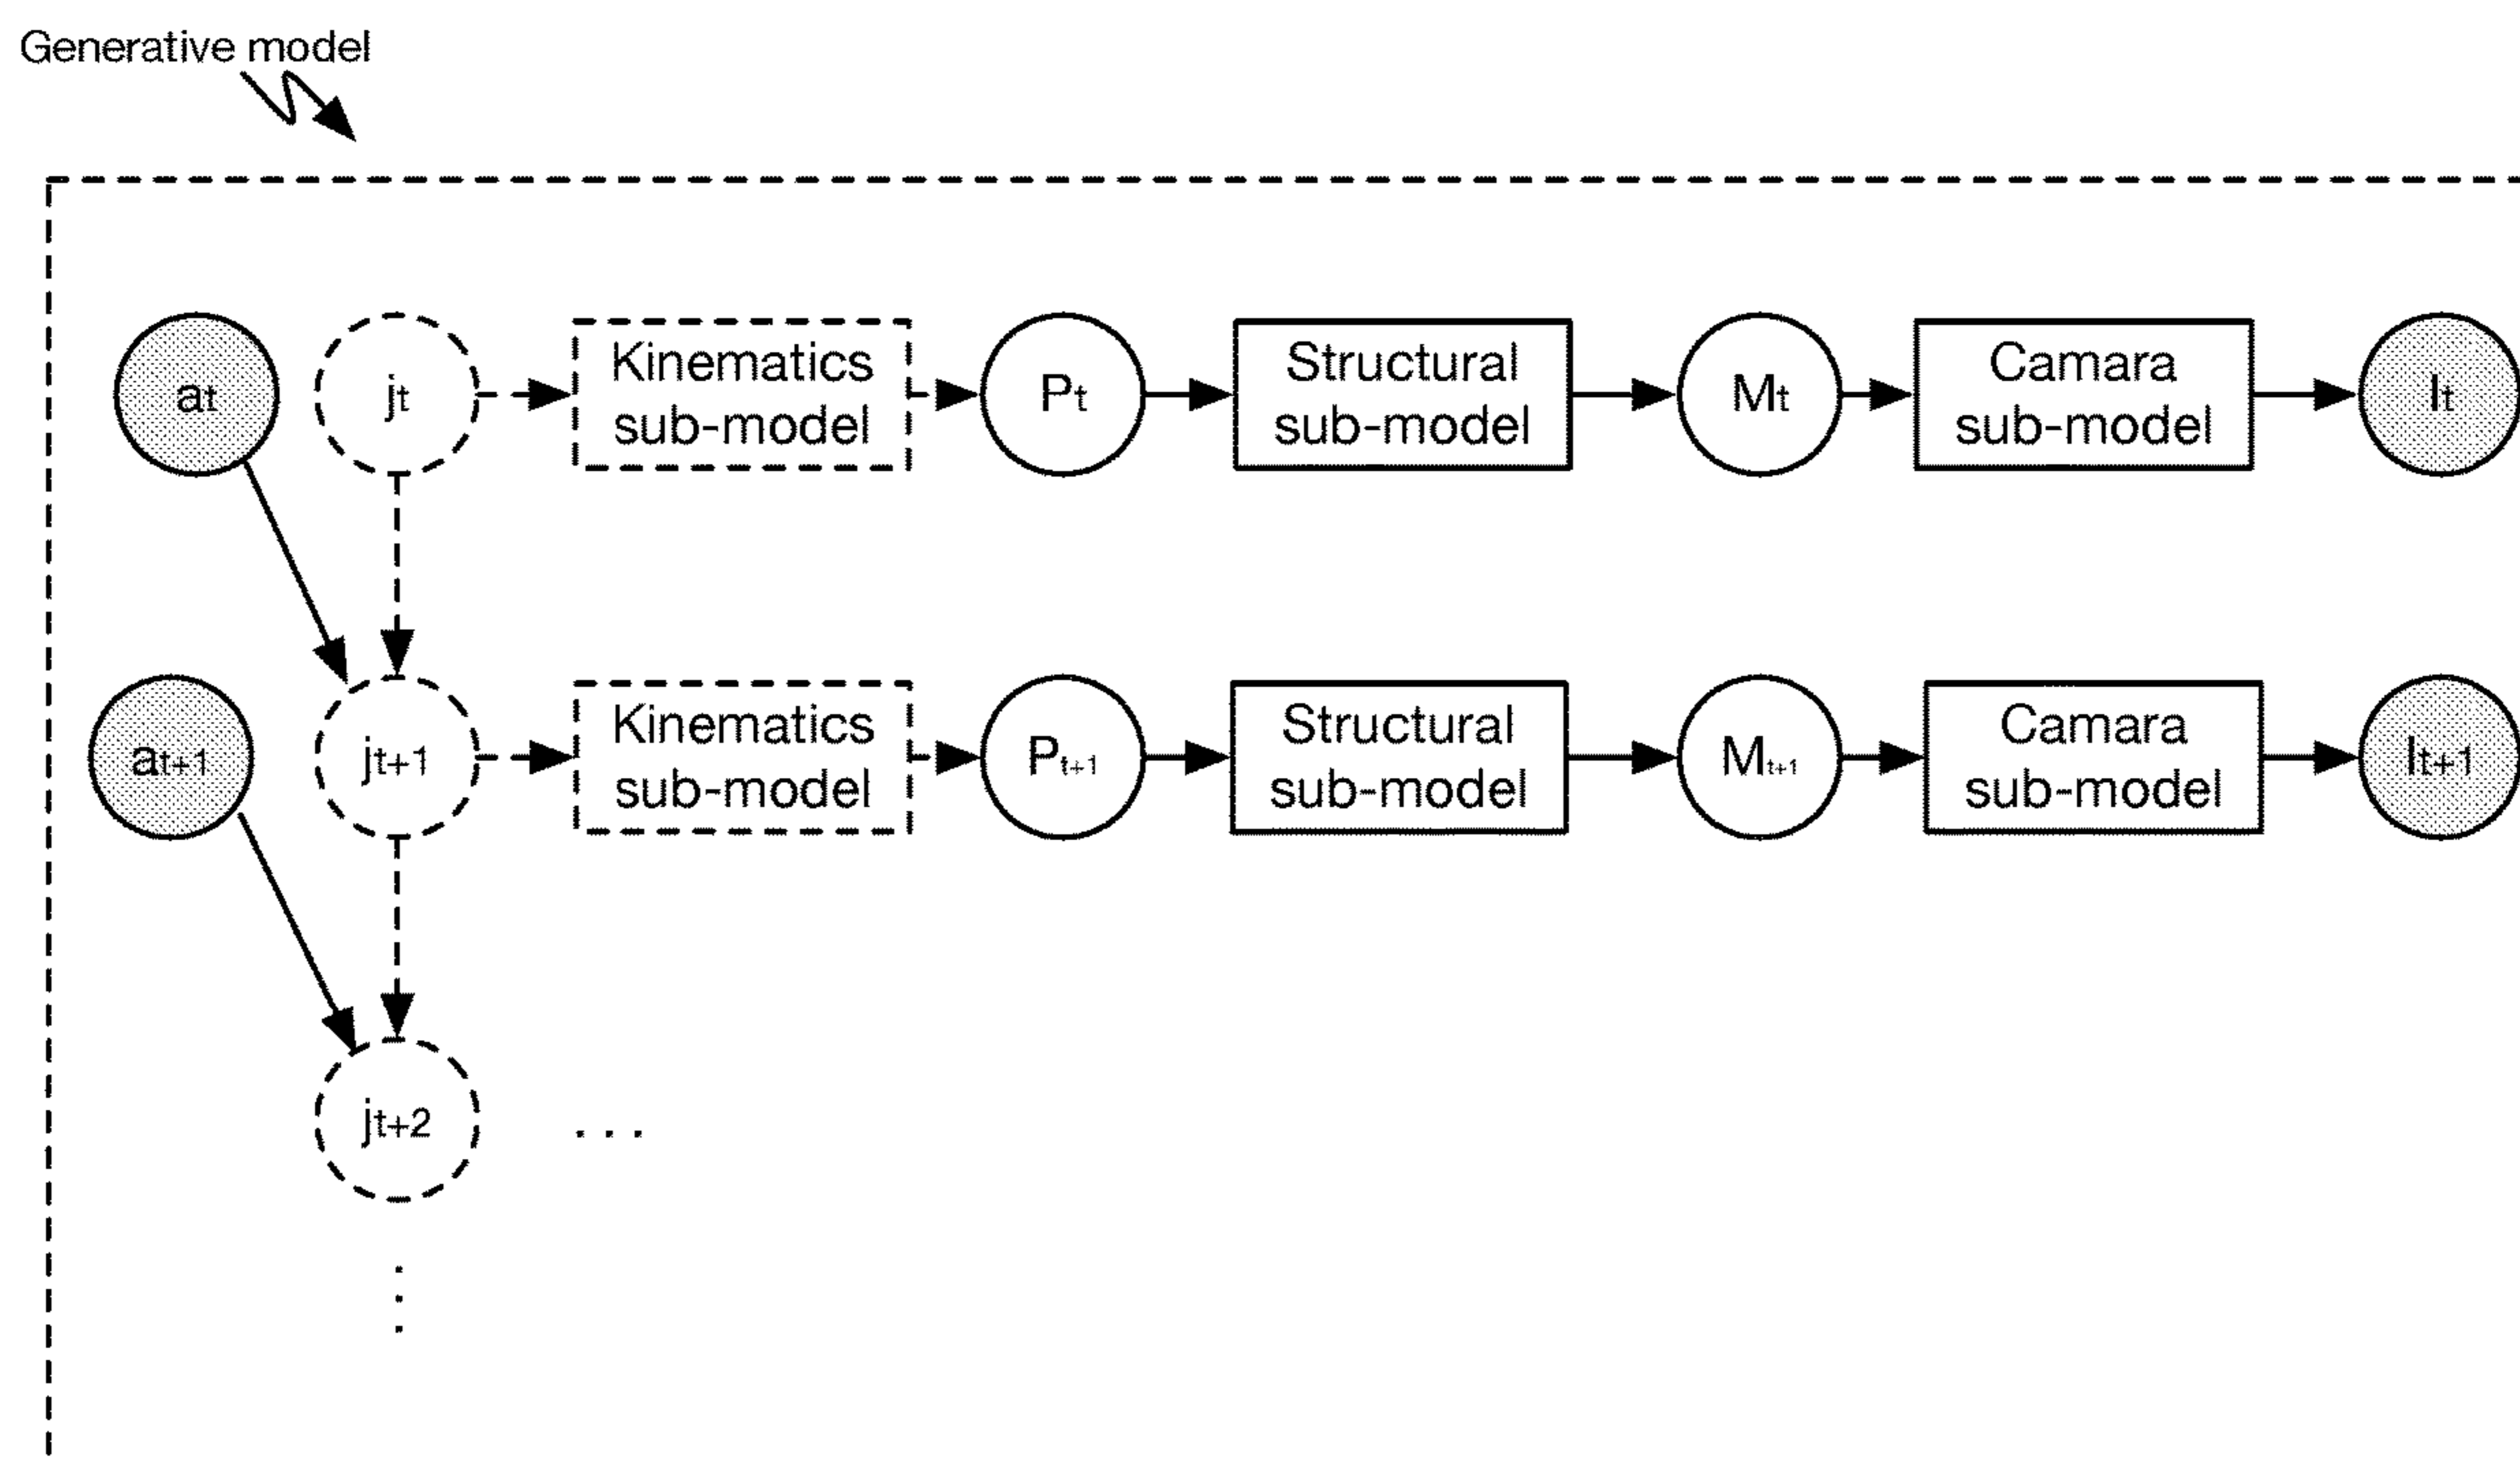 Generative model
at
jt
Kinematics
sub-model
Pt
Structural
sub-model
Mt
Camara
sub-model
It
at+1
jt+1
Kinematics
sub-model
Pt+1
Structural
sub-model
Mt+1
Camara
sub-model
It+1
jt+2
...